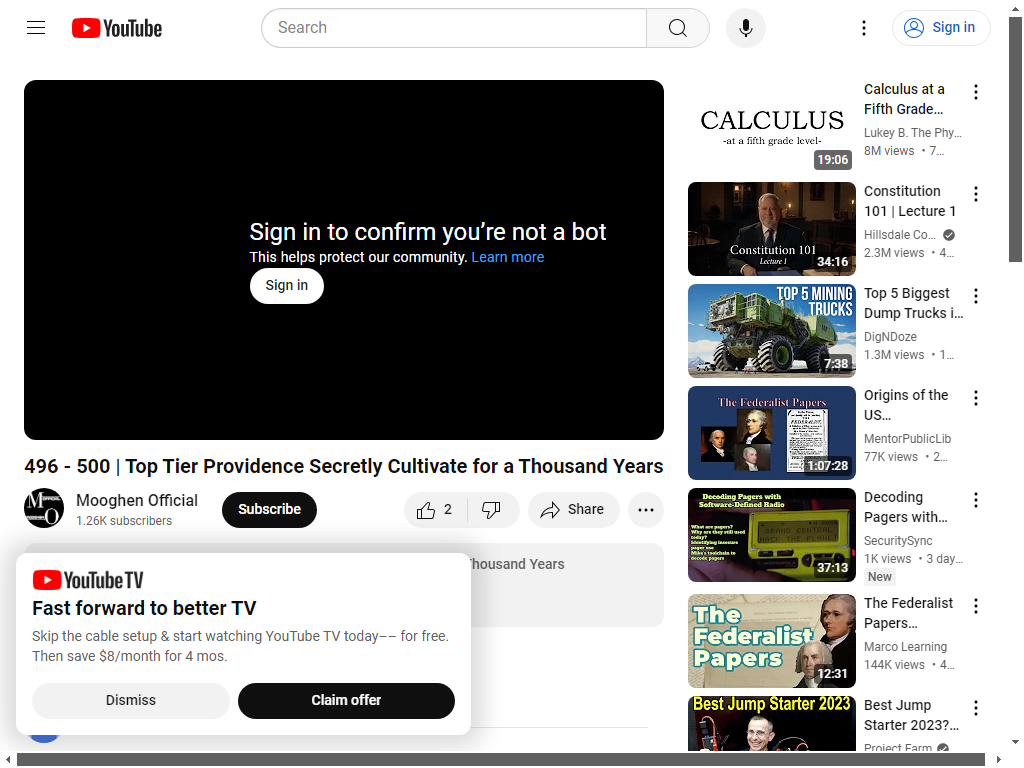 YouTube
Search
Sign in
Sign in to confirm you’re not a bot
This helps protect our community. Learn more
Sign in
496 - 500 | Top Tier Providence Secretly Cultivate for a Thousand Years
Mooghen Official
1.26K subscribers
Subscribe
2
Share
Thousand Years
YouTube TV
Fast forward to better TV
Skip the cable setup & start watching YouTube TV today–– for free.
Then save $8/month for 4 mos.
Dismiss
Claim offer
CALCULUS
-at a fifth grade level-
19:06
Calculus at a
Fifth Grade…
Lukey B. The Phy…
8M views • 7…
Constitution 101
Lecture 1
34:16
Constitution
101 | Lecture 1
Hillsdale Co…
2.3M views • 4…
TOP 5 MINING
TRUCKS
7:38
Top 5 Biggest
Dump Trucks i…
DigNDoze
1.3M views • 1…
The Federalist Papers
1:07:28
Origins of the
US…
MentorPublicLib
77K views • 2…
Decoding Pagers with
Software-Defined Radio
What are pagers?
Why are they still used
today?
Identifying insecure
pager use
Mike's toolchain to
decode pages
GRAND CENTRAL
HACK THE PLANET
37:13
Decoding
Pagers with…
SecuritySync
1K views • 3 day…
New
The
Federalist
Papers
12:31
The Federalist
Papers…
Marco Learning
144K views • 4…
Best Jump Starter 2023
Best Jump
Starter 2023?…
Project Farm